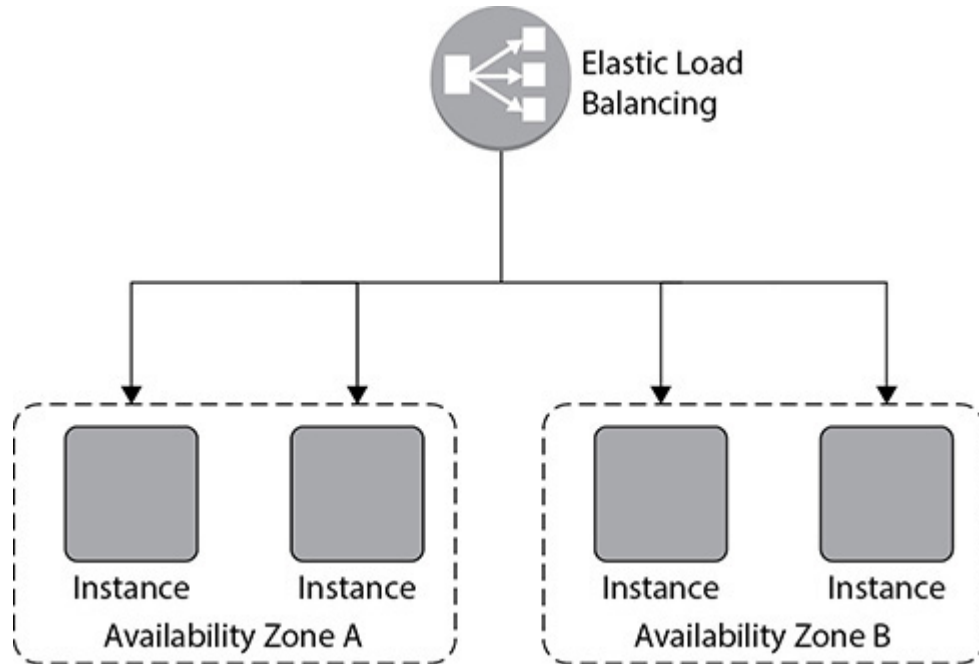 Elastic Load
Balancing
Instance
Instance
Instance
Instance
Availability Zone A
Availability Zone B